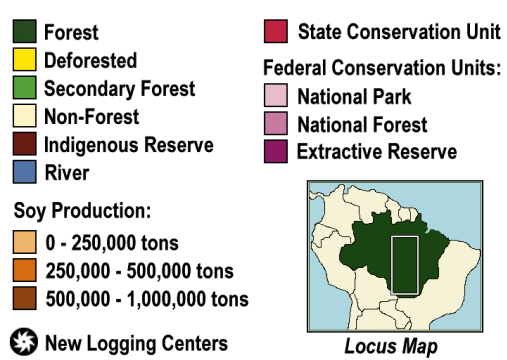 Forest
Deforested
Secondary Forest
Non-Forest
Indigenous Reserve
River
Soy Production:
0 - 250,000 tons
250,000 - 500,000 tons
500,000 - 1,000,000 tons
New Logging Centers
State Conservation Unit
Federal Conservation Units:
National Park
National Forest
Extractive Reserve
Locus Map